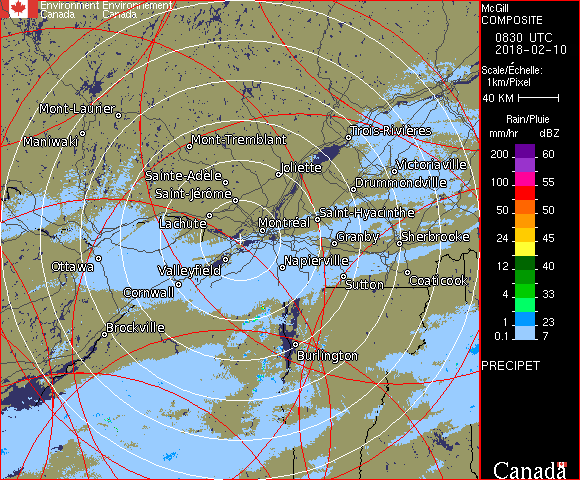 Environment Environnement
Canada Canada
Mont-Laurier
Maniwaki
Mont-Tremblant
Trois-Rivières
Sainte-Adèle
Joliette
Victoriaville
Saint-Jérôme
Drummondville
Lachute
Montréal
Saint-Hyacinthe
Granby
Sherbrooke
Ottawa
Valleyfield
Napierville
Cornwall
Sutton
Coaticook
Brockville
Burlington
McGill
COMPOSITE
0830 UTC
2018-02-10
Scale/Échelle:
1km/Pixel
40 KM
Rain/Pluie
mm/hr dBZ
200 60
100 55
50 50
24 45
12 40
8 33
4 31
1 23
0.1 7
PRECIPET
Canada